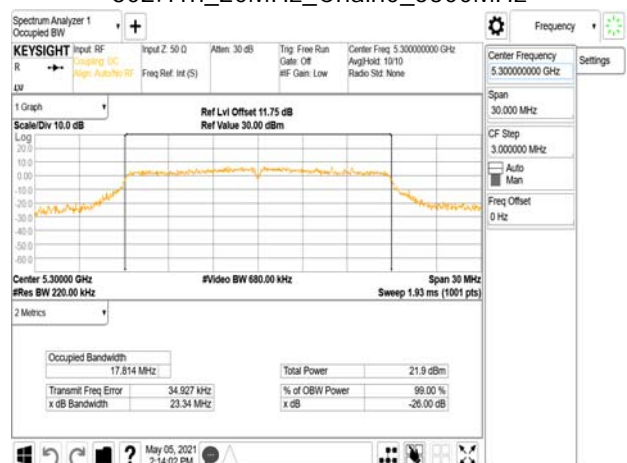 Spectrum Analyzer 1
Occupied BW
Frequency
KEYSIGHT
R
Input: RF
Coupling: DC
Align: Auto/No RF
Input Z: 50 Ω
Freq Ref: Int (S)
Atten: 30 dB
Trig: Free Run
Gate: Off
#IF Gain: Low
Center Freq: 5.300000000 GHz
Avg|Hold: 10/10
Radio Std: None
Center Frequency
5.300000000 GHz
Settings
Span
30.000 MHz
CF Step
3.000000 MHz
Auto
Man
Freq Offset
0 Hz
1 Graph
Scale/Div 10.0 dB
Ref Lvl Offset 11.75 dB
Ref Value 30.00 dBm
Log
20.0
10.0
0.00
-10.0
-20.0
-30.0
-40.0
-50.0
-60.0
Center 5.30000 GHz
#Res BW 220.00 kHz
#Video BW 680.00 kHz
Span 30 MHz
Sweep 1.93 ms (1001 pts)
2 Metrics
Occupied Bandwidth
17.814 MHz
Total Power 21.9 dBm
Transmit Freq Error 34.927 kHz
% of OBW Power 99.00 %
x dB Bandwidth 23.34 MHz
x dB -26.00 dB
May 05, 2021
2:14:02 PM